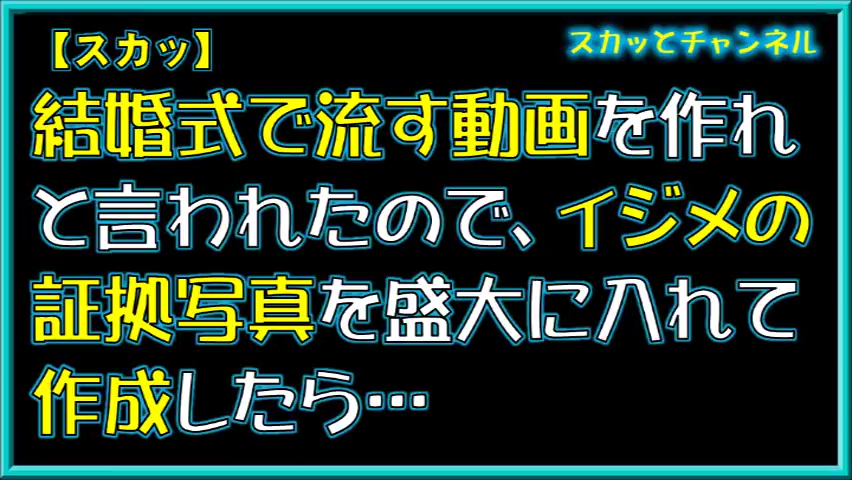 【スカッ】
スカッとチャンネル
結婚式で流す動画を作れ
と言われたので、イジメの
証拠写真を盛大に入れて
作成したら…